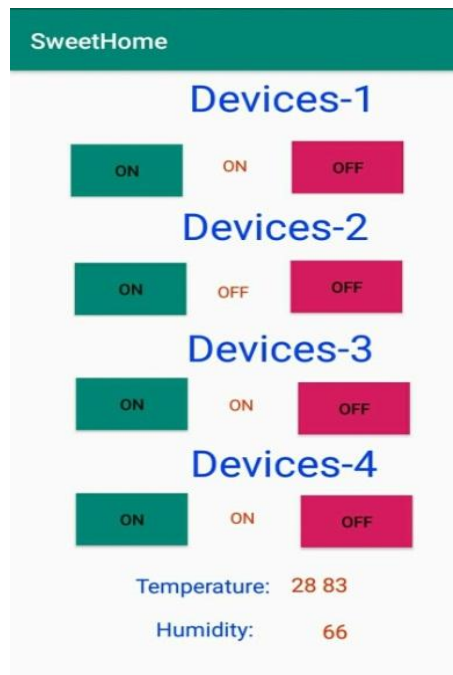 SweetHome
Devices-1
ON ON OFF
Devices-2
ON OFF OFF
Devices-3
ON ON OFF
Devices-4
ON ON OFF
Temperature: 28 83
Humidity: 66